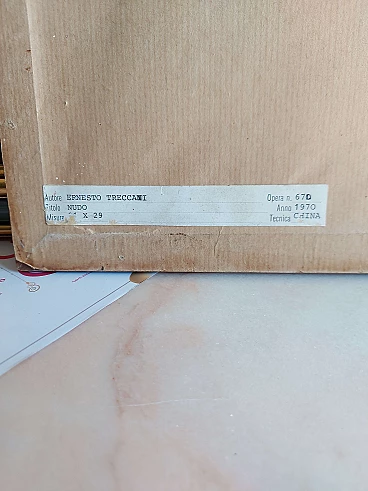 Autore ERNESTO TRECCANI Opera n. 670
Titolo NUDO Anno 1970
Misure X 29 Tecnica CHINA